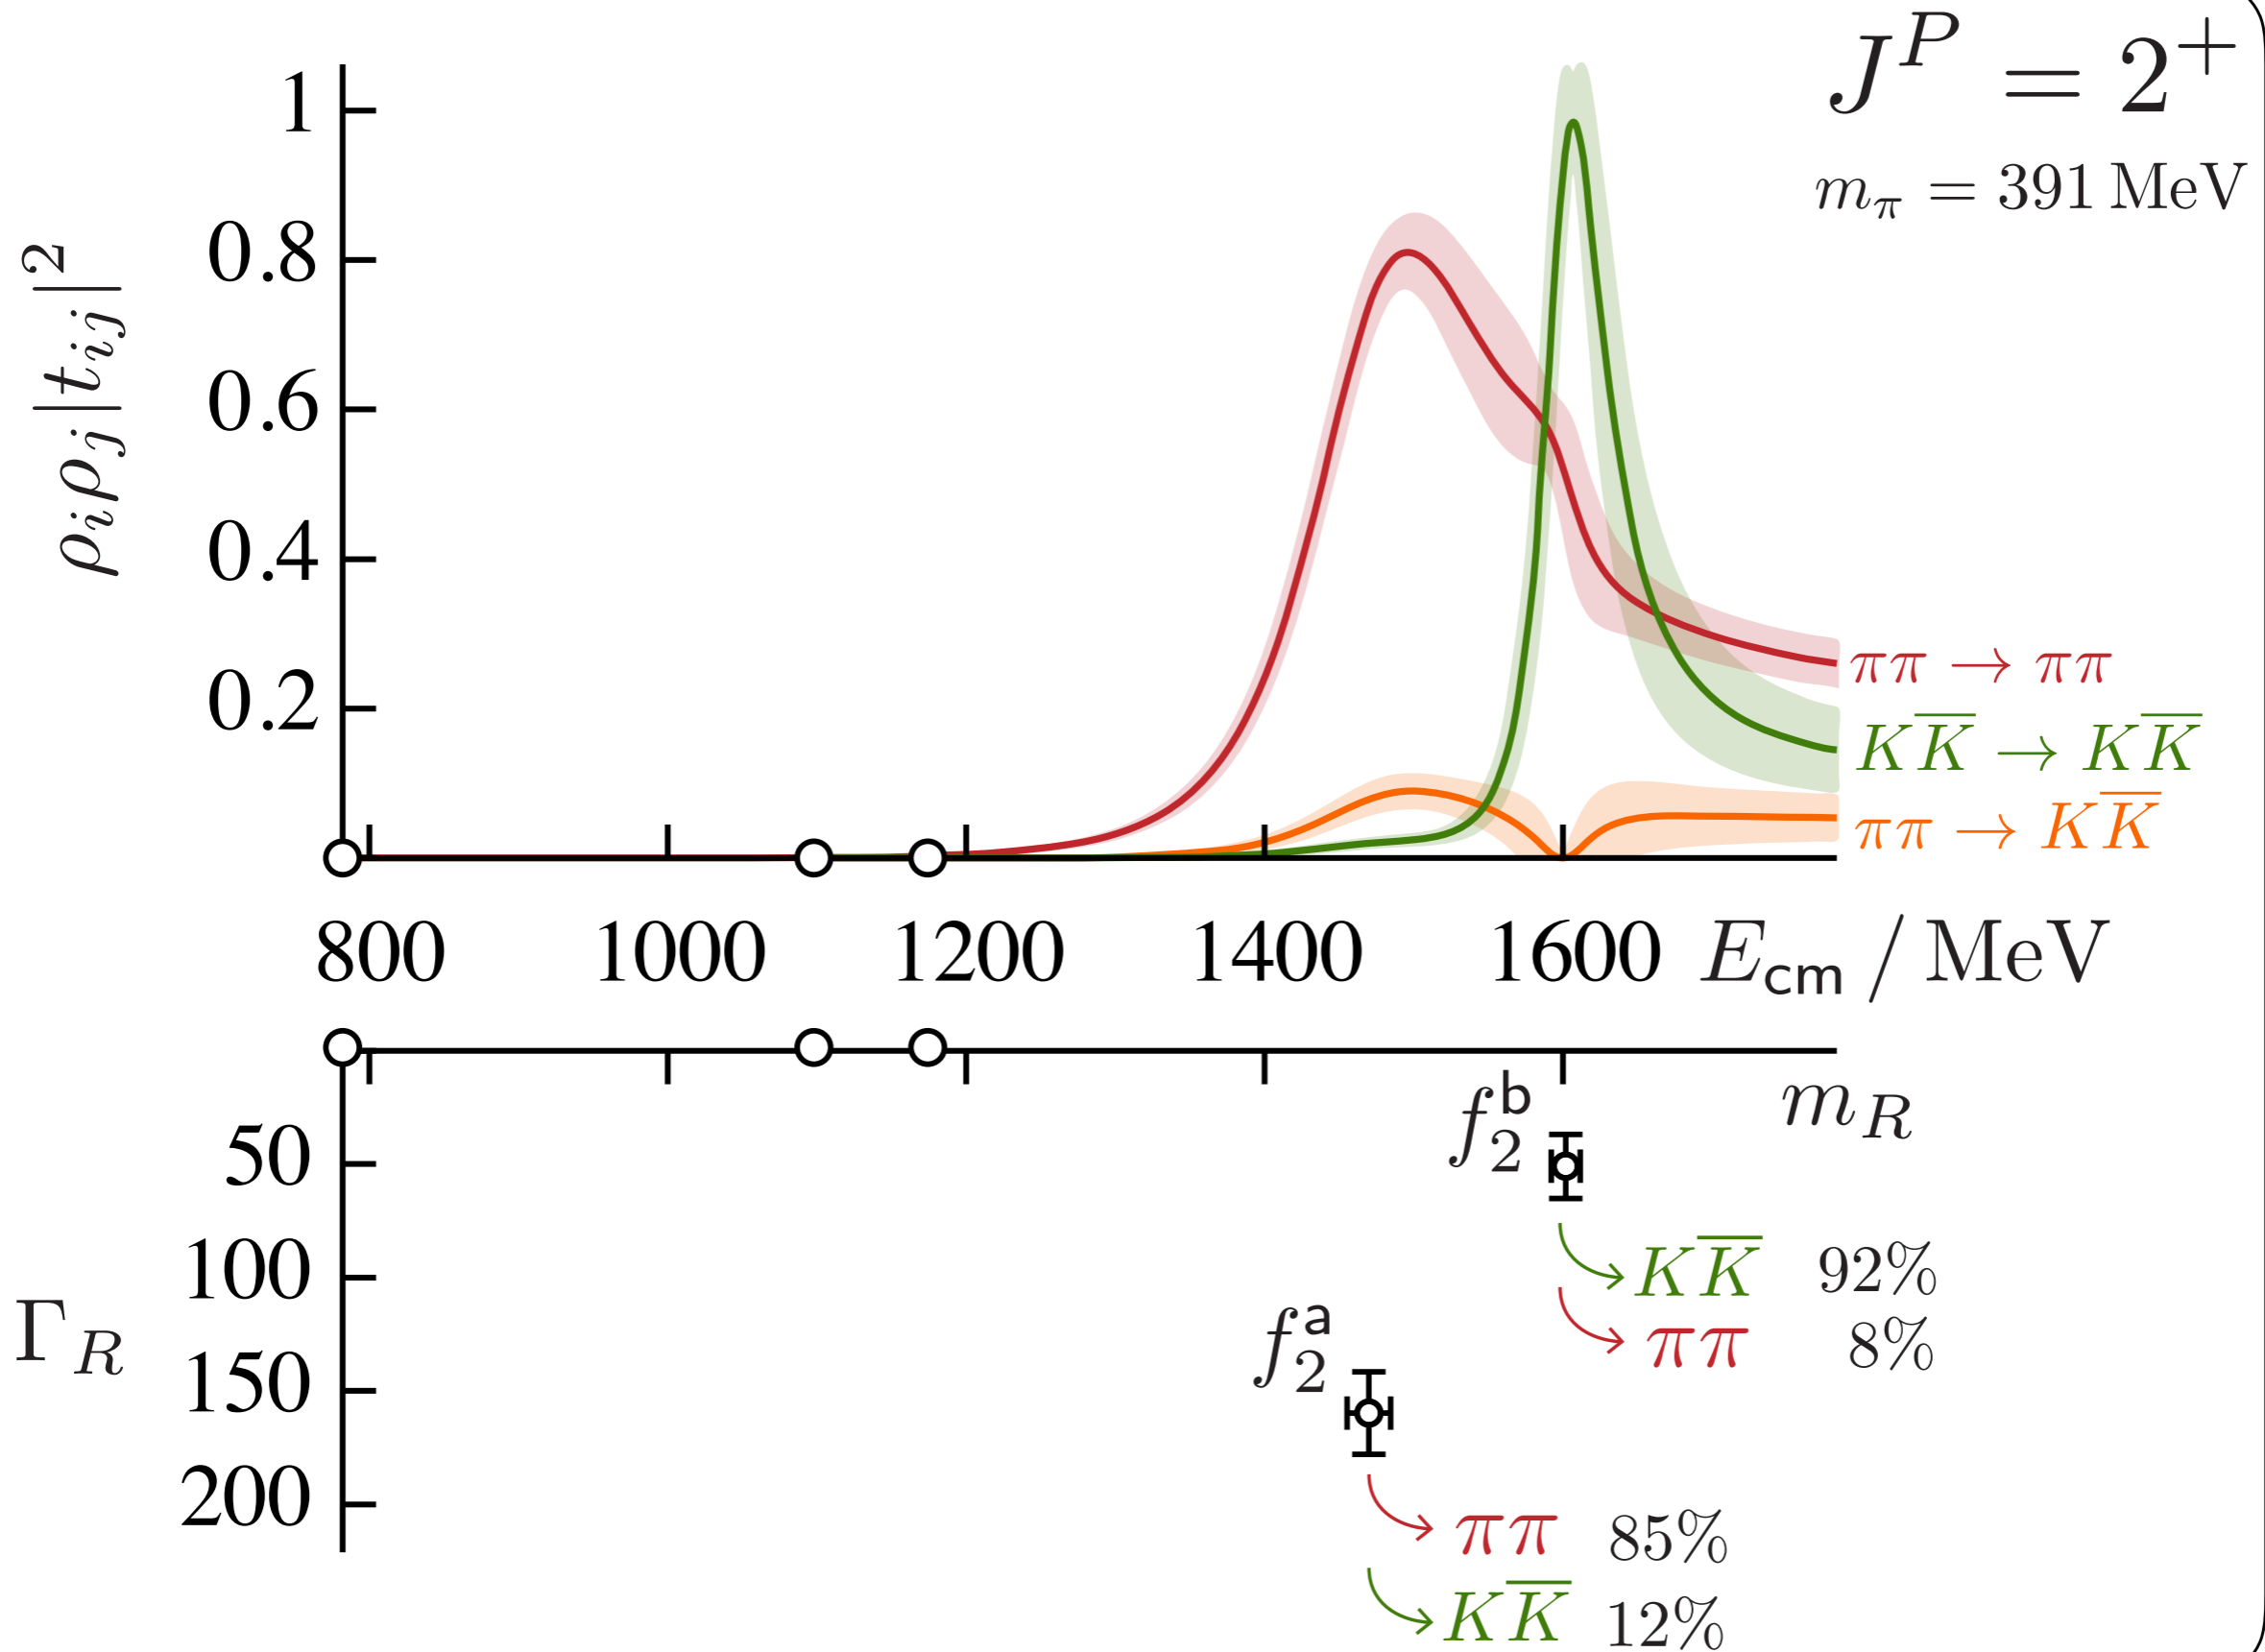 J^P = 2^+
m_π = 391 MeV
ρ_iρ_j|t_ij|^2
1
0.8
0.6
0.4
0.2
ππ → ππ
KK̅ → KK̅
ππ → KK̅
800 1000 1200 1400 1600 E_cm / MeV
m_R
Γ_R
50
100
150
200
f_2^b
KK̅ 92%
ππ 8%
f_2^a
ππ 85%
KK̅ 12%